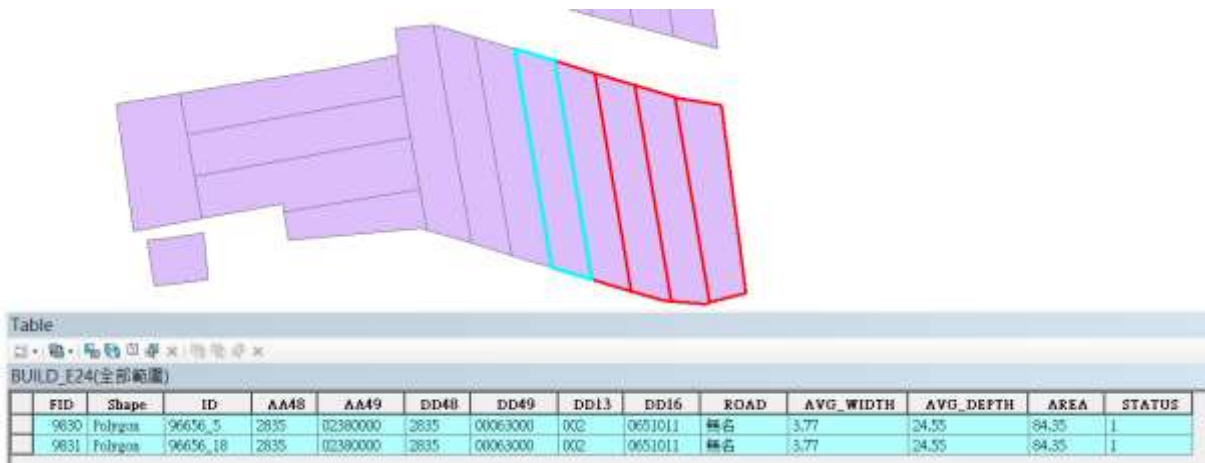 Table
BUILD_E24(全部範圍)
FID Shape ID AA48 AA49 DD48 DD49 DD13 DD16 ROAD AVG_WIDTH AVG_DEPTH AREA STATUS
9830 Polygon 96656_5 2835 02380000 2835 00063000 002 0651011 無名 3.77 24.55 84.35 1
9831 Polygon 96656_18 2835 02380000 2835 00063000 002 0651011 無名 3.77 24.55 84.35 1